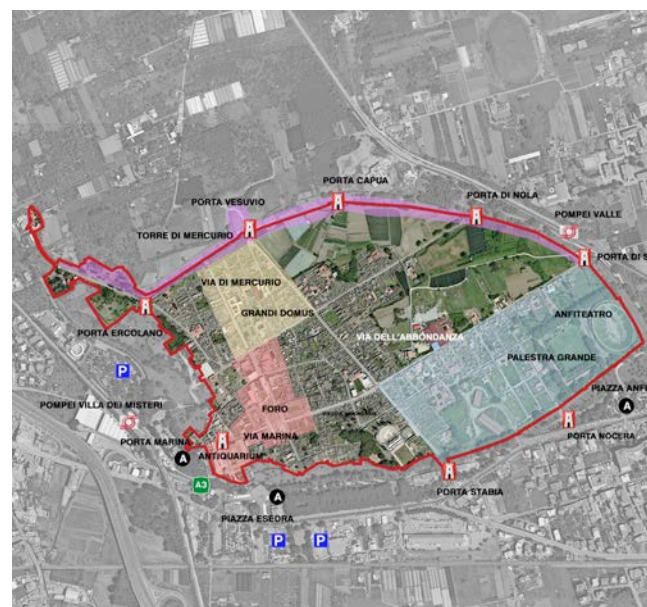 PORTA CAPUA
PORTA VESUVIO
PORTA DI NOLA
TORRE DI MERCURIO
POMPEI VALLE
PORTA DI S
VIA DI MERCURIO
GRANDI DOMUS
ANFITEATRO
PORTA ERCOLANO
VIA DELL'ABBONDANZA
PALESTRA GRANDE
P
PIAZZA ANF
POMPEI VILLA DEI MISTERI
FORO
A
PORTA MARINA
VIA MARINA
PORTA NOCERA
ANTIQUARIUM
A
A3
PORTA STABIA
A
PIAZZA ESEDRA
P
P